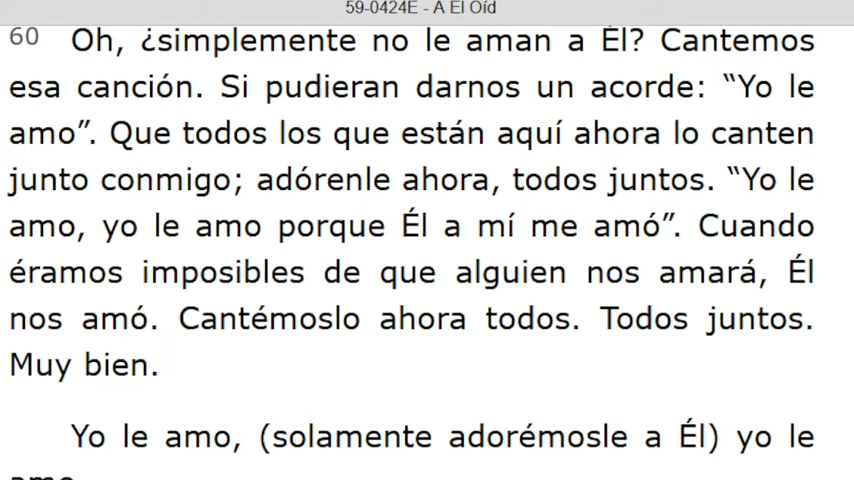 59-0424E - A El Oíd
60 Oh, ¿simplemente no le aman a Él? Cantemos
esa canción. Si pudieran darnos un acorde: “Yo le
amo”. Que todos los que están aquí ahora lo canten
junto conmigo; adórenle ahora, todos juntos. “Yo le
amo, yo le amo porque Él a mí me amó”. Cuando
éramos imposibles de que alguien nos amará, Él
nos amó. Cantémoslo ahora todos. Todos juntos.
Muy bien.
Yo le amo, (solamente adorémosle a Él) yo le